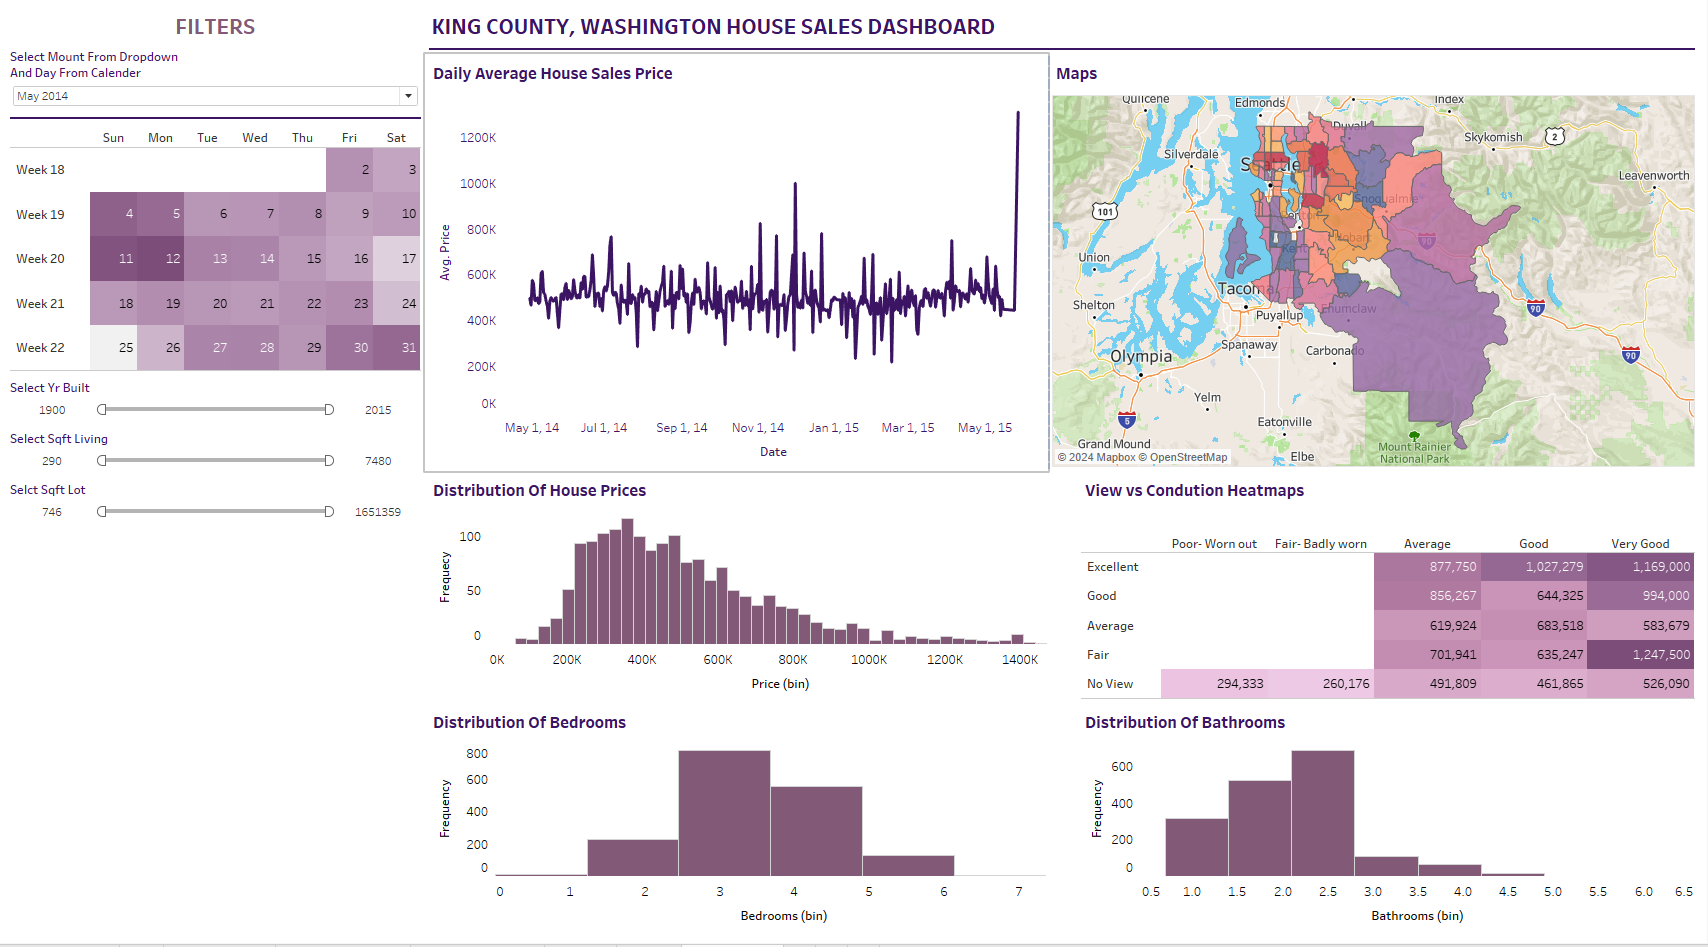 FILTERS
Select Mount From Dropdown
And Day From Calender
May 2014
Sun Mon Tue Wed Thu Fri Sat
Week 18 2 3
Week 19 4 5 6 7 8 9 10
Week 20 11 12 13 14 15 16 17
Week 21 18 19 20 21 22 23 24
Week 22 25 26 27 28 29 30 31
Select Yr Built
1900 2015
Select Sqft Living
290 7480
Selct Sqft Lot
746 1651359
KING COUNTY, WASHINGTON HOUSE SALES DASHBOARD
Daily Average House Sales Price
Avg. Price
1200K
1000K
800K
600K
400K
200K
0K
May 1, 14 Jul 1, 14 Sep 1, 14 Nov 1, 14 Jan 1, 15 Mar 1, 15 May 1, 15
Date
Maps
Quilcene
Edmonds
Index
Duvall
Skykomish
2
Silverdale
Seattle
Leavenworth
101
Snoqualmie
Renton
Hobart
90
Union
Kent
Tacoma
Shelton
Enumclaw
90
Puyallup
Spanaway
Carbonado
90
Olympia
Yelm
5
Eatonville
Grand Mound
Elbe
Mount Rainier
National Park
© 2024 Mapbox © OpenStreetMap
Distribution Of House Prices
Frequecy
100
50
0
0K 200K 400K 600K 800K 1000K 1200K 1400K
Price (bin)
View vs Condution Heatmaps
Poor- Worn out Fair- Badly worn Average Good Very Good
Excellent 877,750 1,027,279 1,169,000
Good 856,267 644,325 994,000
Average 619,924 683,518 583,679
Fair 701,941 635,247 1,247,500
No View 294,333 260,176 491,809 461,865 526,090
Distribution Of Bedrooms
Frequency
800
600
400
200
0
0 1 2 3 4 5 6 7
Bedrooms (bin)
Distribution Of Bathrooms
Frequency
600
400
200
0
0.5 1.0 1.5 2.0 2.5 3.0 3.5 4.0 4.5 5.0 5.5 6.0 6.5
Bathrooms (bin)